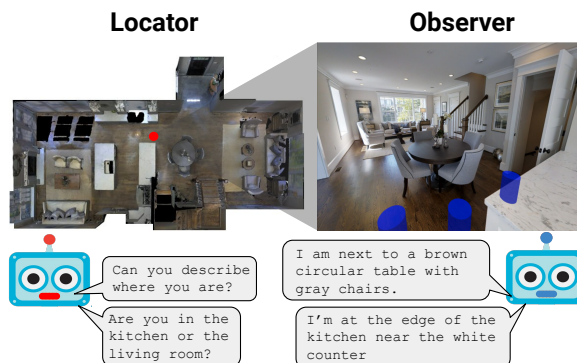 Locator
Observer
Can you describe
where you are?
I am next to a brown
circular table with
gray chairs.
Are you in the
kitchen or the
living room?
I'm at the edge of the
kitchen near the white
counter